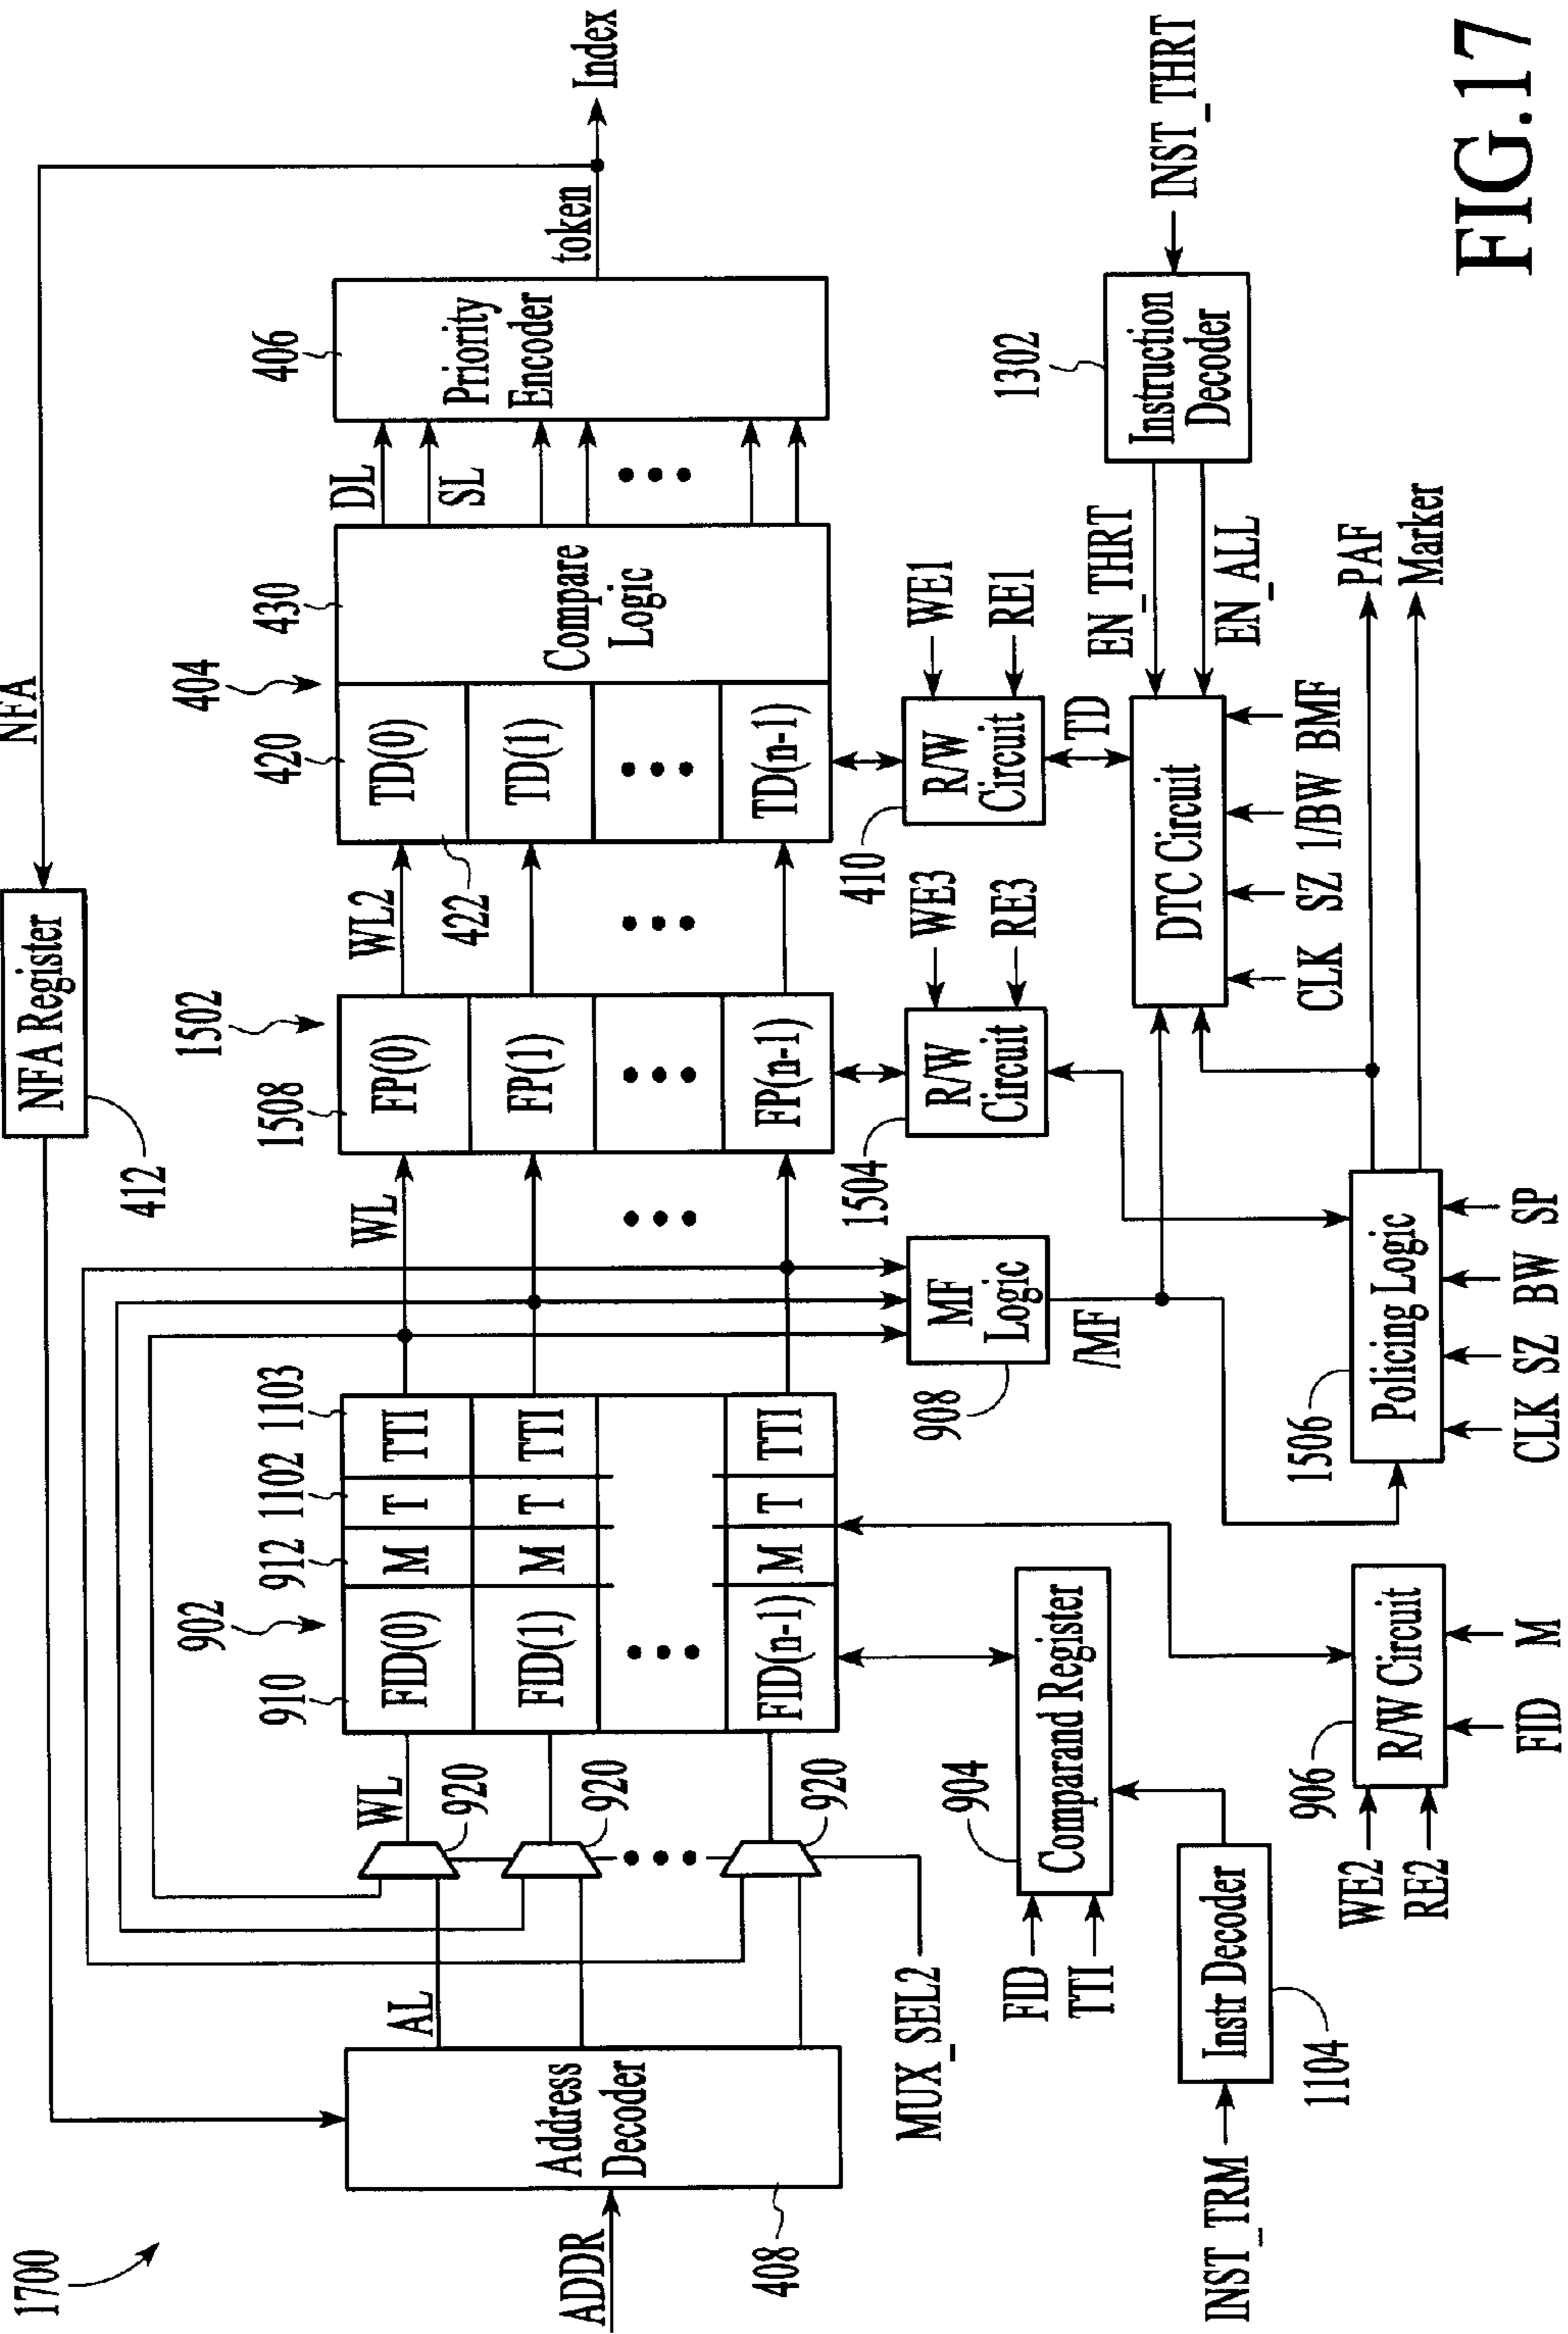 1700
NFA
NFA Register
412
ADDR
Address
Decoder
408
AL
WL
920
920
920
MUX_SEL2
902
910
912
1102
1103
FID(0)
M
T
TTI
FID(1)
M
T
TTI
FID(n-1)
M
T
TTI
WL
1502
1508
FP(0)
FP(1)
FP(n-1)
WL2
404
420
430
TD(0)
TD(1)
TD(n-1)
422
Compare
Logic
DL
SL
406
Priority
Encoder
token
Index
FID
TTI
904
Comparand Register
INST_TRM
Instr Decoder
1104
WE2
RE2
906
R/W Circuit
FID
M
MF
Logic
908
/MF
1504
R/W
Circuit
WE3
RE3
410
R/W
Circuit
WE1
RE1
TD
1506
Policing Logic
CLK
SZ
BW
SP
DTC Circuit
CLK
SZ
1/BW
BMF
EN_THRT
EN_ALL
1302
Instruction
Decoder
INST_THRT
PAF
Marker
FIG.17